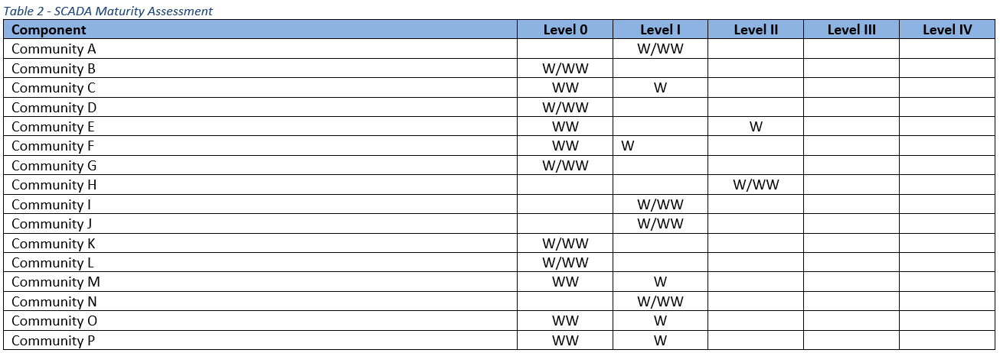 Table 2 - SCADA Maturity Assessment
Component Level 0 Level I Level II Level III Level IV
Community A W/WW
Community B W/WW
Community C WW W
Community D W/WW
Community E WW W
Community F WW W
Community G W/WW
Community H W/WW
Community I W/WW
Community J W/WW
Community K W/WW
Community L W/WW
Community M WW W
Community N W/WW
Community O WW W
Community P WW W